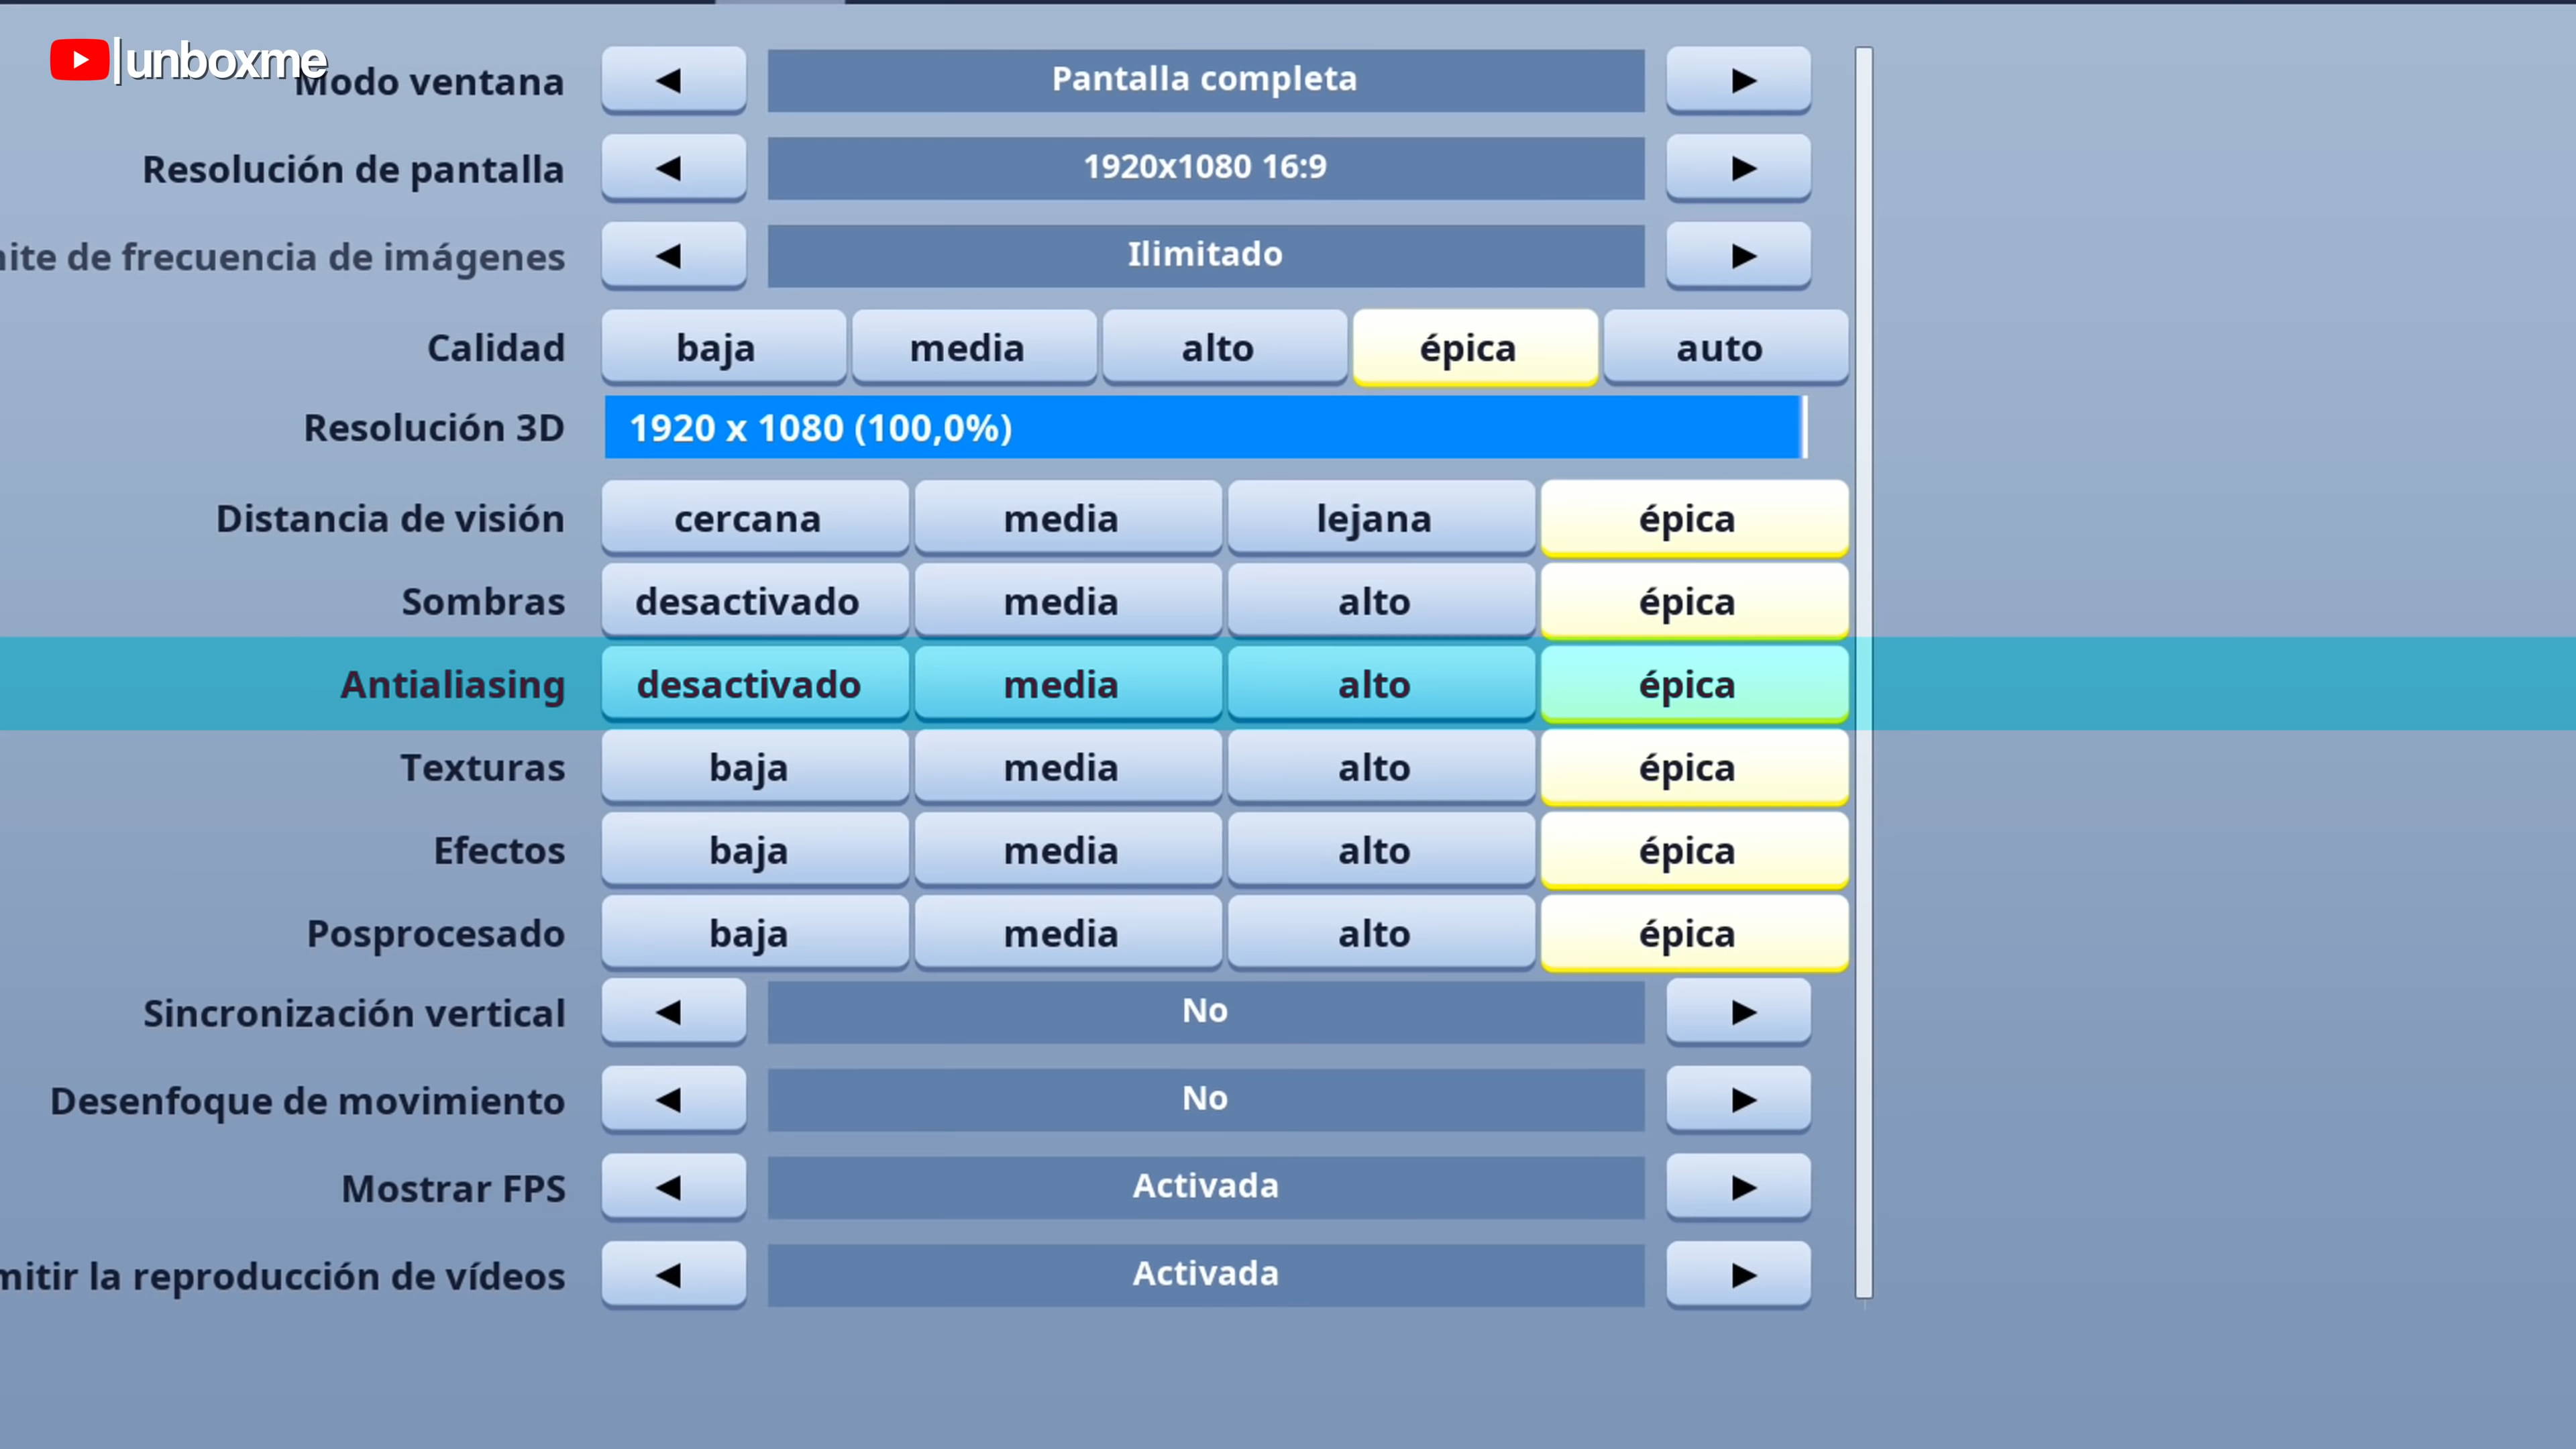 unboxme
Modo ventana ◀ Pantalla completa ▶
Resolución de pantalla ◀ 1920x1080 16:9 ▶
de frecuencia de imágenes ◀ Ilimitado ▶
Calidad baja media alto épica auto
Resolución 3D 1920 x 1080 (100,0%)
Distancia de visión cercana media lejana épica
Sombras desactivado media alto épica
Antialiasing desactivado media alto épica
Texturas baja media alto épica
Efectos baja media alto épica
Posprocesado baja media alto épica
Sincronización vertical ◀ No ▶
Desenfoque de movimiento ◀ No ▶
Mostrar FPS ◀ Activada ▶
la reproducción de vídeos ◀ Activada ▶